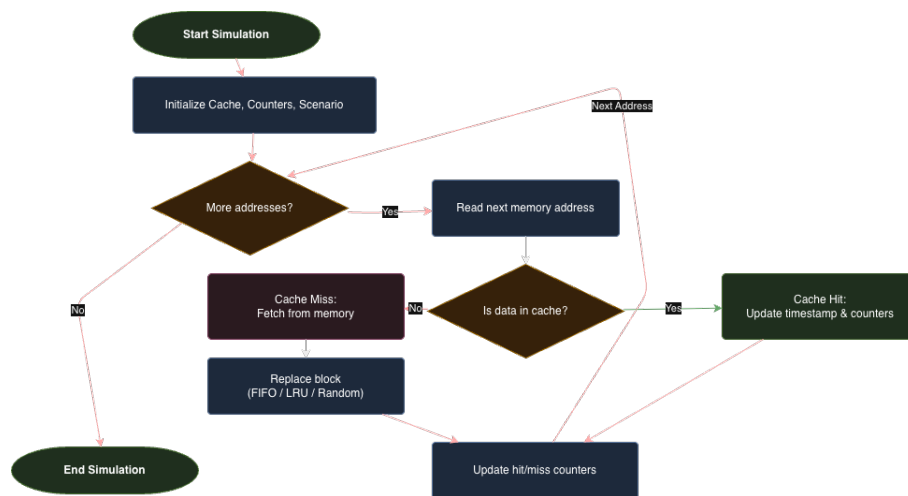 Start Simulation
Initialize Cache, Counters, Scenario
Next Address
More addresses?
Yes
Read next memory address
No
Is data in cache?
Cache Miss:
Fetch from memory
No
Yes
Cache Hit:
Update timestamp & counters
Replace block
(FIFO / LRU / Random)
End Simulation
Update hit/miss counters